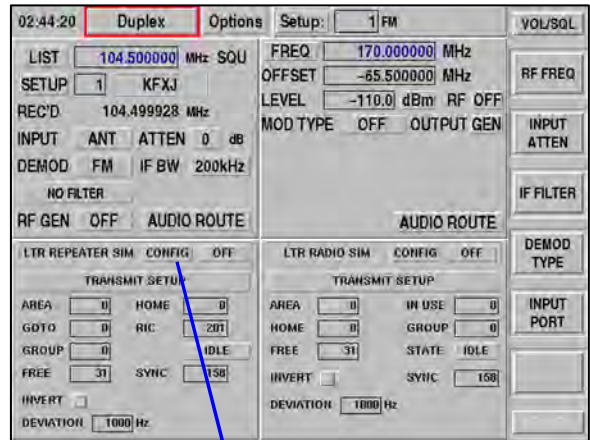 02:44:20 Duplex Options Setup: 1 FM
LIST 104.500000 MHz SQU
SETUP 1 KFXJ
REC'D 104.499928 MHz
INPUT ANT ATTEN 0 dB
DEMOD FM IF BW 200kHz
NO FILTER
RF GEN OFF AUDIO ROUTE
FREQ 170.000000 MHz
OFFSET -65.500000 MHz
LEVEL -110.0 dBm RF OFF
MOD TYPE OFF OUTPUT GEN
AUDIO ROUTE
LTR REPEATER SIM CONFIG OFF
TRANSMIT SETUP
AREA 0 HOME 0
GOTO 0 RIC 201
GROUP 0 IDLE
FREE 31 SYNC 158
INVERT
DEVIATION 1000 Hz
LTR RADIO SIM CONFIG OFF
TRANSMIT SETUP
AREA 0 IN USE 0
HOME 0 GROUP 0
FREE 31 STATE IDLE
INVERT SYNC 158
DEVIATION 1000 Hz
VOL/SQL
RF FREQ
INPUT
ATTEN
IF FILTER
DEMOD
TYPE
INPUT
PORT